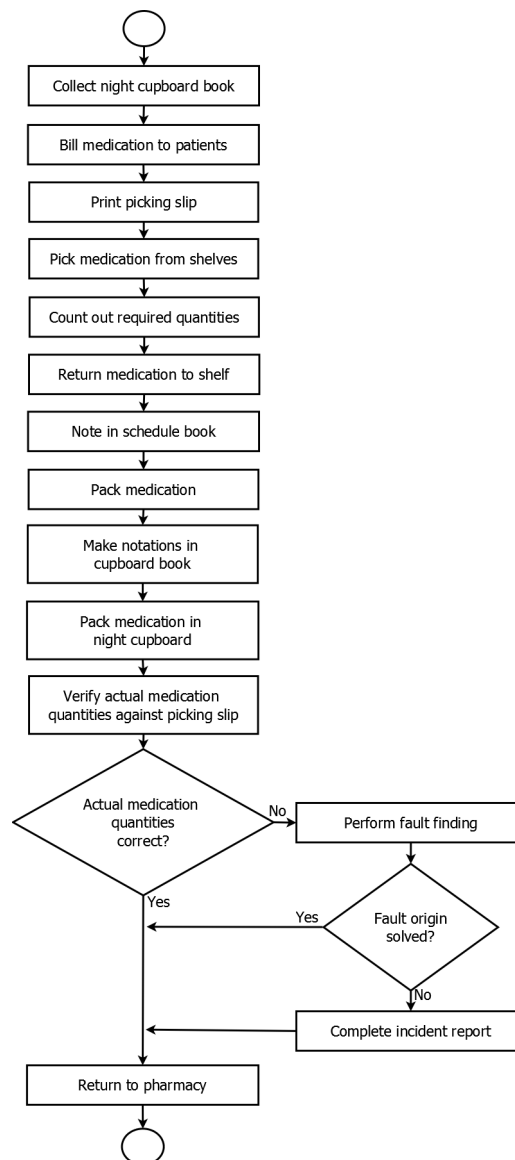 Collect night cupboard book
Bill medication to patients
Print picking slip
Pick medication from shelves
Count out required quantities
Return medication to shelf
Note in schedule book
Pack medication
Make notations in
cupboard book
Pack medication in
night cupboard
Verify actual medication
quantities against picking slip
Actual medication
quantities
correct?
No
Perform fault finding
Yes
Yes
Fault origin
solved?
No
Complete incident report
Return to pharmacy